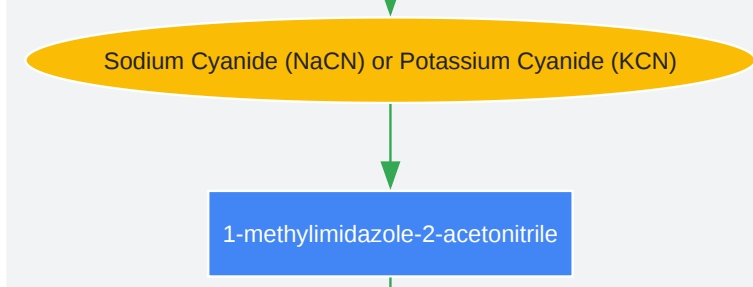 Sodium Cyanide (NaCN) or Potassium Cyanide (KCN)
1-methylimidazole-2-acetonitrile